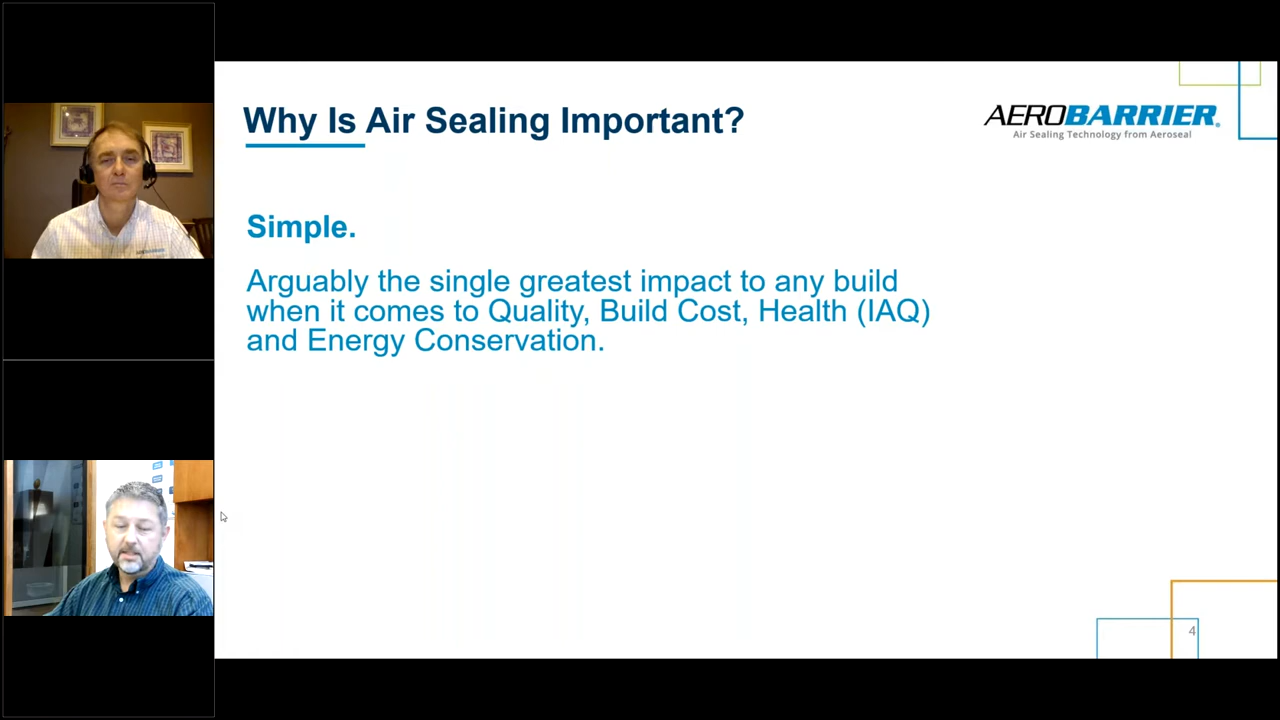 Why Is Air Sealing Important?
AEROBARRIER®
Air Sealing Technology from Aeroseal
Simple.
Arguably the single greatest impact to any build
when it comes to Quality, Build Cost, Health (IAQ)
and Energy Conservation.
4